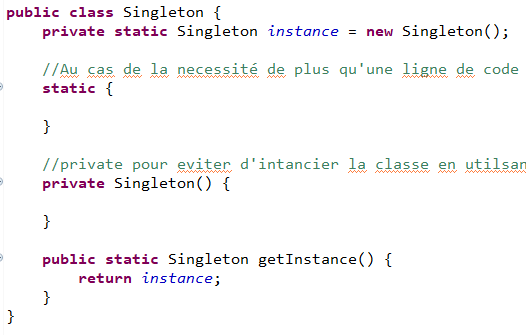 public class Singleton {
private static Singleton instance = new Singleton();
//Au cas de la necessité de plus qu'une ligne de code
static {
}
//private pour eviter d'intancier la classe en utilsan
private Singleton() {
}
public static Singleton getInstance() {
return instance;
}
}